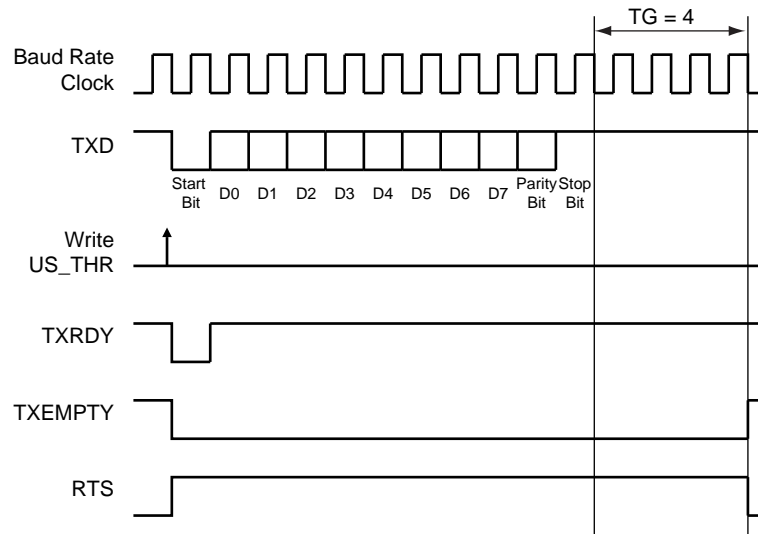 TG = 4
Baud Rate
Clock
TXD
Start
Bit
D0
D1
D2
D3
D4
D5
D6
D7
Parity
Bit
Stop
Bit
Write
US_THR
TXRDY
TXEMPTY
RTS